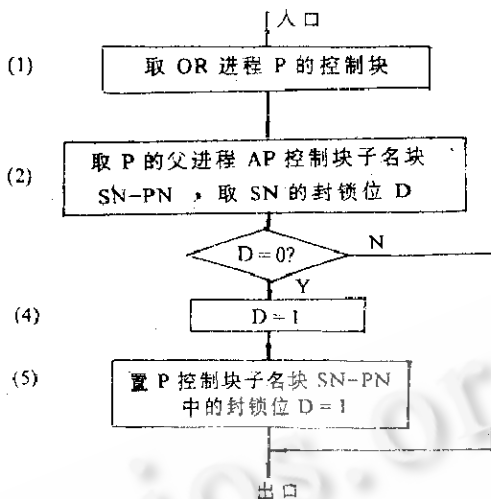 入口
(1)
取 OR 进程 P 的控制块
(2)
取 P 的父进程 AP 控制块子名块
SN-PN ，取 SN 的封锁位 D
D = 0?
N
Y
(4)
D = 1
(5)
置 P 控制块子名块 SN-PN
中的封锁位 D = 1
出口
ios.or